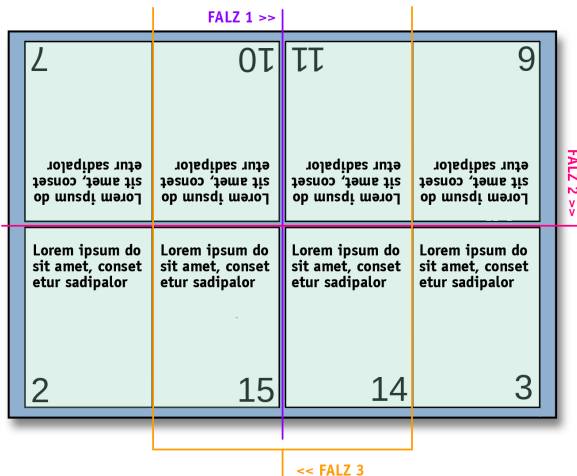 FALZ 1 >>
7
10
11
6
Lorem ipsum do
sit amet, conset
etur sadipalor
Lorem ipsum do
sit amet, conset
etur sadipalor
Lorem ipsum do
sit amet, conset
etur sadipalor
Lorem ipsum do
sit amet, conset
etur sadipalor
FALZ 2 >>
Lorem ipsum do
sit amet, conset
etur sadipalor
Lorem ipsum do
sit amet, conset
etur sadipalor
Lorem ipsum do
sit amet, conset
etur sadipalor
Lorem ipsum do
sit amet, conset
etur sadipalor
2
15
14
3
<< FALZ 3